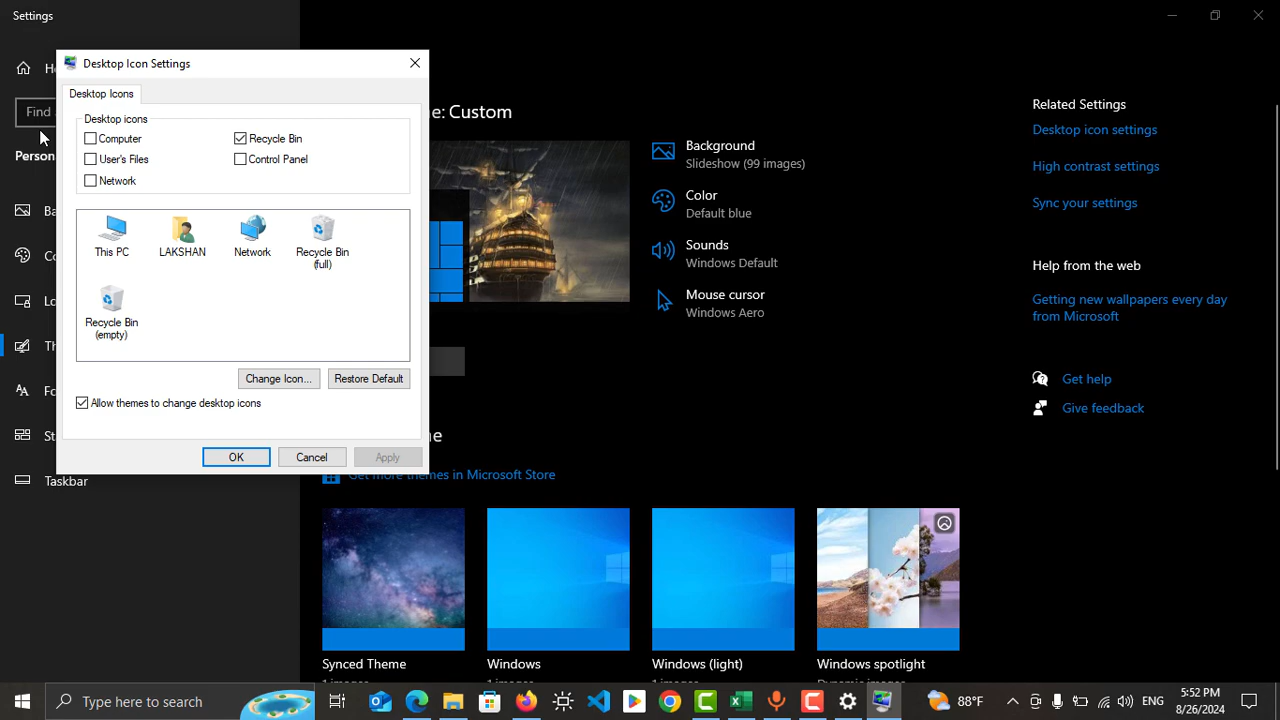 Settings
Desktop Icon Settings
Desktop Icons
Desktop icons
Computer
Recycle Bin
User's Files
Control Panel
Network
This PC
LAKSHAN
Network
Recycle Bin
(full)
Recycle Bin
(empty)
Change Icon...
Restore Default
Allow themes to change desktop icons
OK
Cancel
Apply
Find
Person
Taskbar
e: Custom
Background
Slideshow (99 images)
Color
Default blue
Sounds
Windows Default
Mouse cursor
Windows Aero
Get more themes in Microsoft Store
Synced Theme
Windows
Windows (light)
Windows spotlight
Related Settings
Desktop icon settings
High contrast settings
Sync your settings
Help from the web
Getting new wallpapers every day
from Microsoft
Get help
Give feedback
Type here to search
88°F
ENG
5:52 PM
8/26/2024